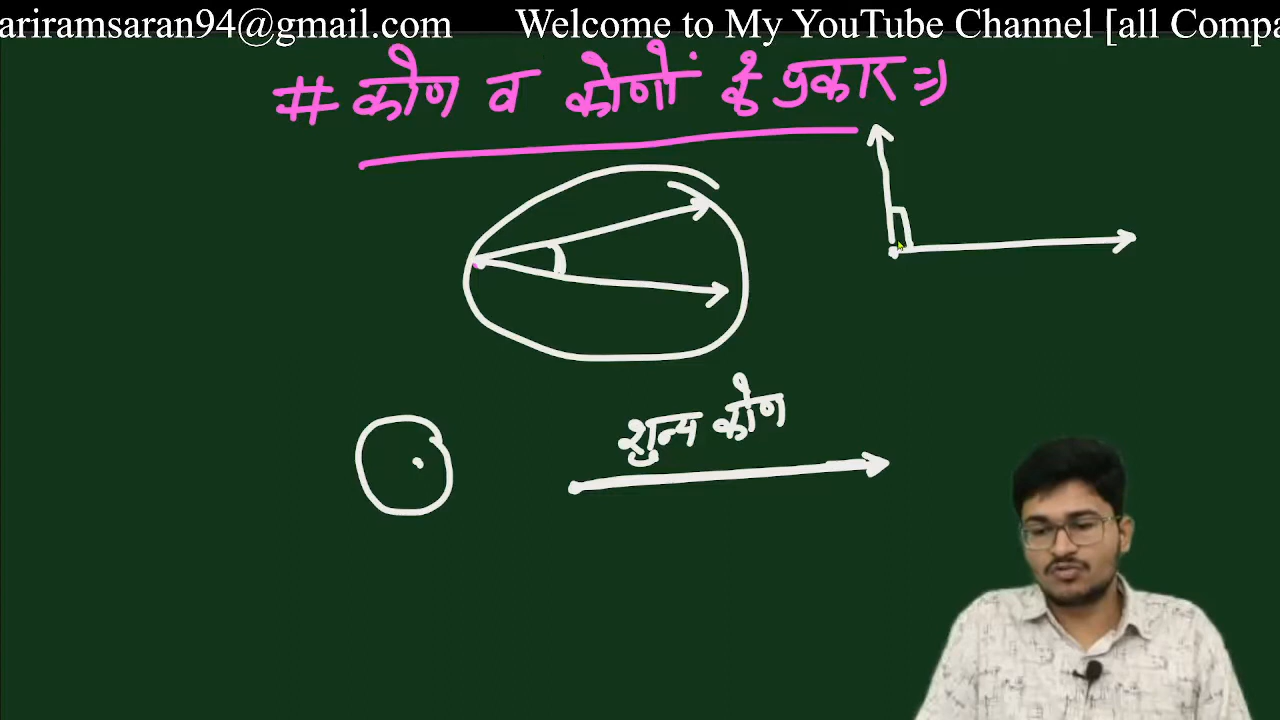 ariramsaran94@gmail.com Welcome to My YouTube Channel [all Compa
# कोण व कोणों के प्रकार =>
शुन्य कोण